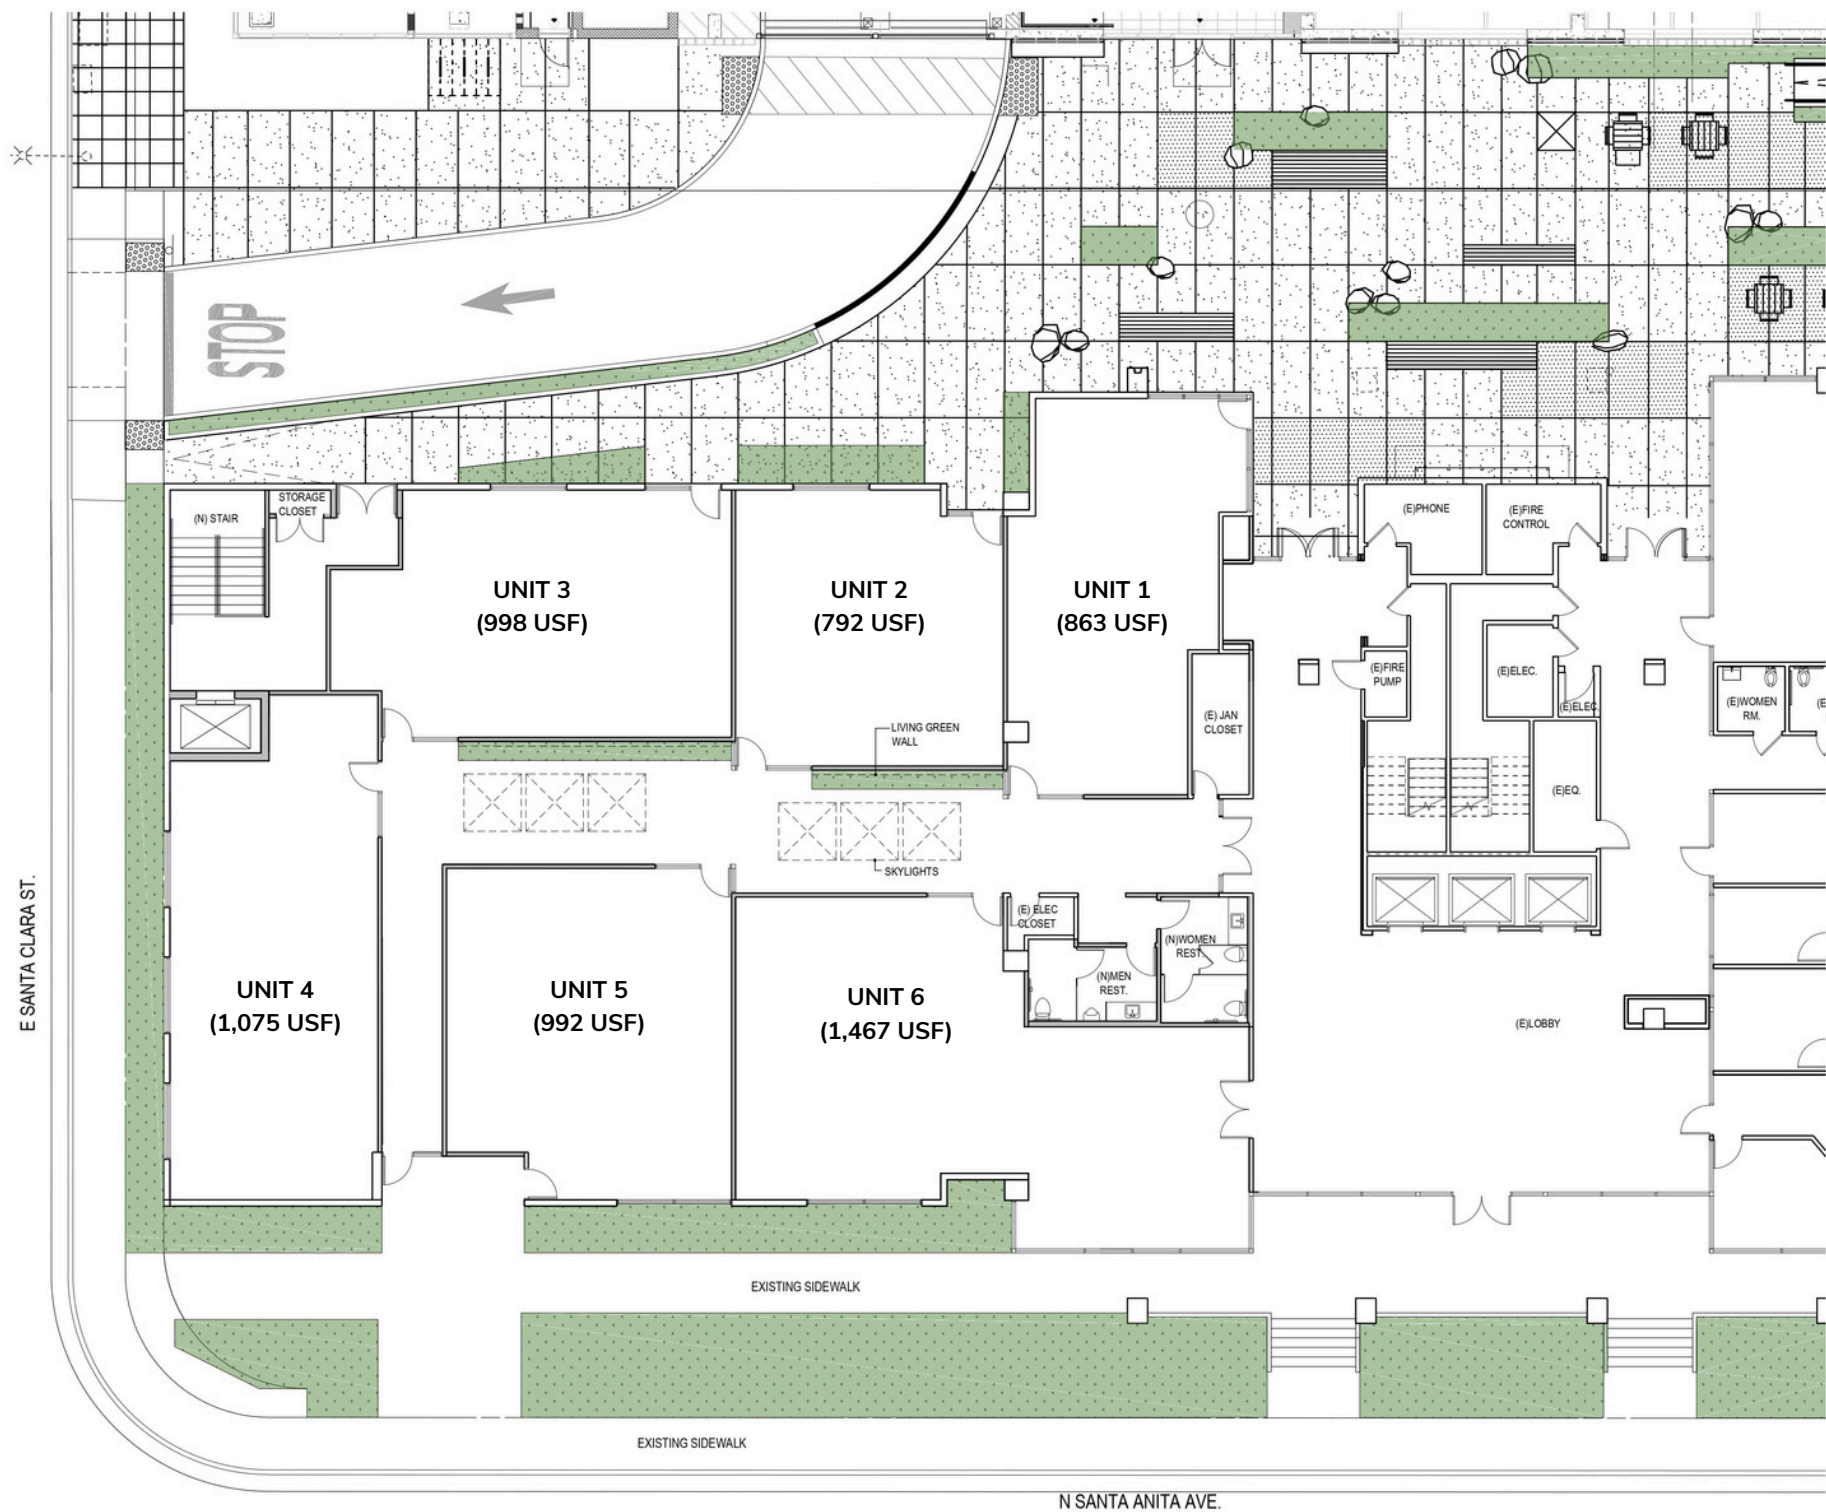 STOP
STORAGE
CLOSET
(N) STAIR
(E)PHONE
(E)FIRE
CONTROL
UNIT 3
(998 USF)
UNIT 2
(792 USF)
UNIT 1
(863 USF)
(E)FIRE
PUMP
(E)ELEC.
(E)ELEC.
(E)WOMEN
RM.
(E
(E) JAN
CLOSET
LIVING GREEN
WALL
(E)EQ.
SKYLIGHTS
(E) ELEC
CLOSET
(N)WOMEN
REST.
(N)MEN
REST.
UNIT 4
(1,075 USF)
UNIT 5
(992 USF)
UNIT 6
(1,467 USF)
(E)LOBBY
E SANTA CLARA ST.
EXISTING SIDEWALK
EXISTING SIDEWALK
N SANTA ANITA AVE.